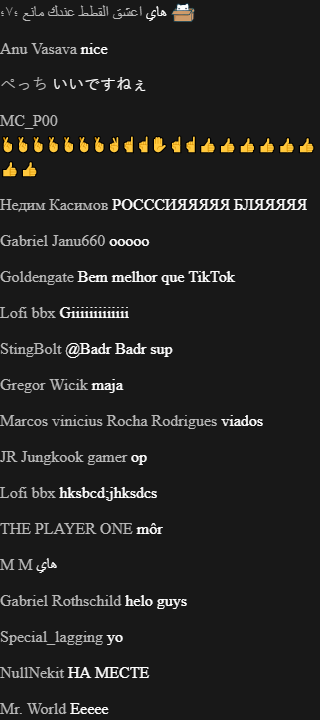 اعشق القطط عندك مانع ؛٧؛ هاي
Anu Vasava nice
ぺっち いいですねぇ
MC_P00
✌✌✌✌✌✌✌✌☝☝✋☝☝👍👍👍👍👍👍
👍👍
Недим Касимов РОСССИЯЯЯЯЯ БЛЯЯЯЯЯ
Gabriel Janu660 ooooo
Goldengate Bem melhor que TikTok
Lofi bbx Giiiiiiiiiiiii
StingBolt @Badr Badr sup
Gregor Wicik maja
Marcos vinicius Rocha Rodrigues viados
JR Jungkook gamer op
Lofi bbx hksbcd;jhksdcs
THE PLAYER ONE môr
M M هاي
Gabriel Rothschild helo guys
Special_lagging yo
NullNekit НА МЕСТЕ
Mr. World Eeeee